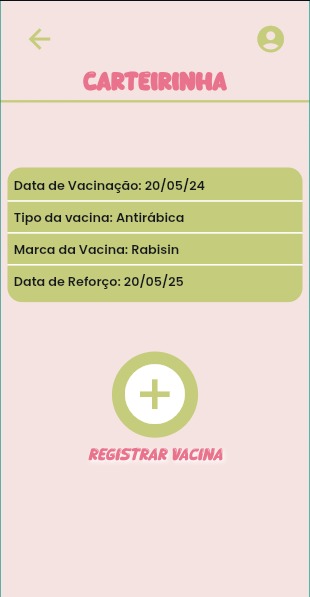 CARTEIRINHA
Data de Vacinação: 20/05/24
Tipo da vacina: Antirábica
Marca da Vacina: Rabisin
Data de Reforço: 20/05/25
REGISTRAR VACINA